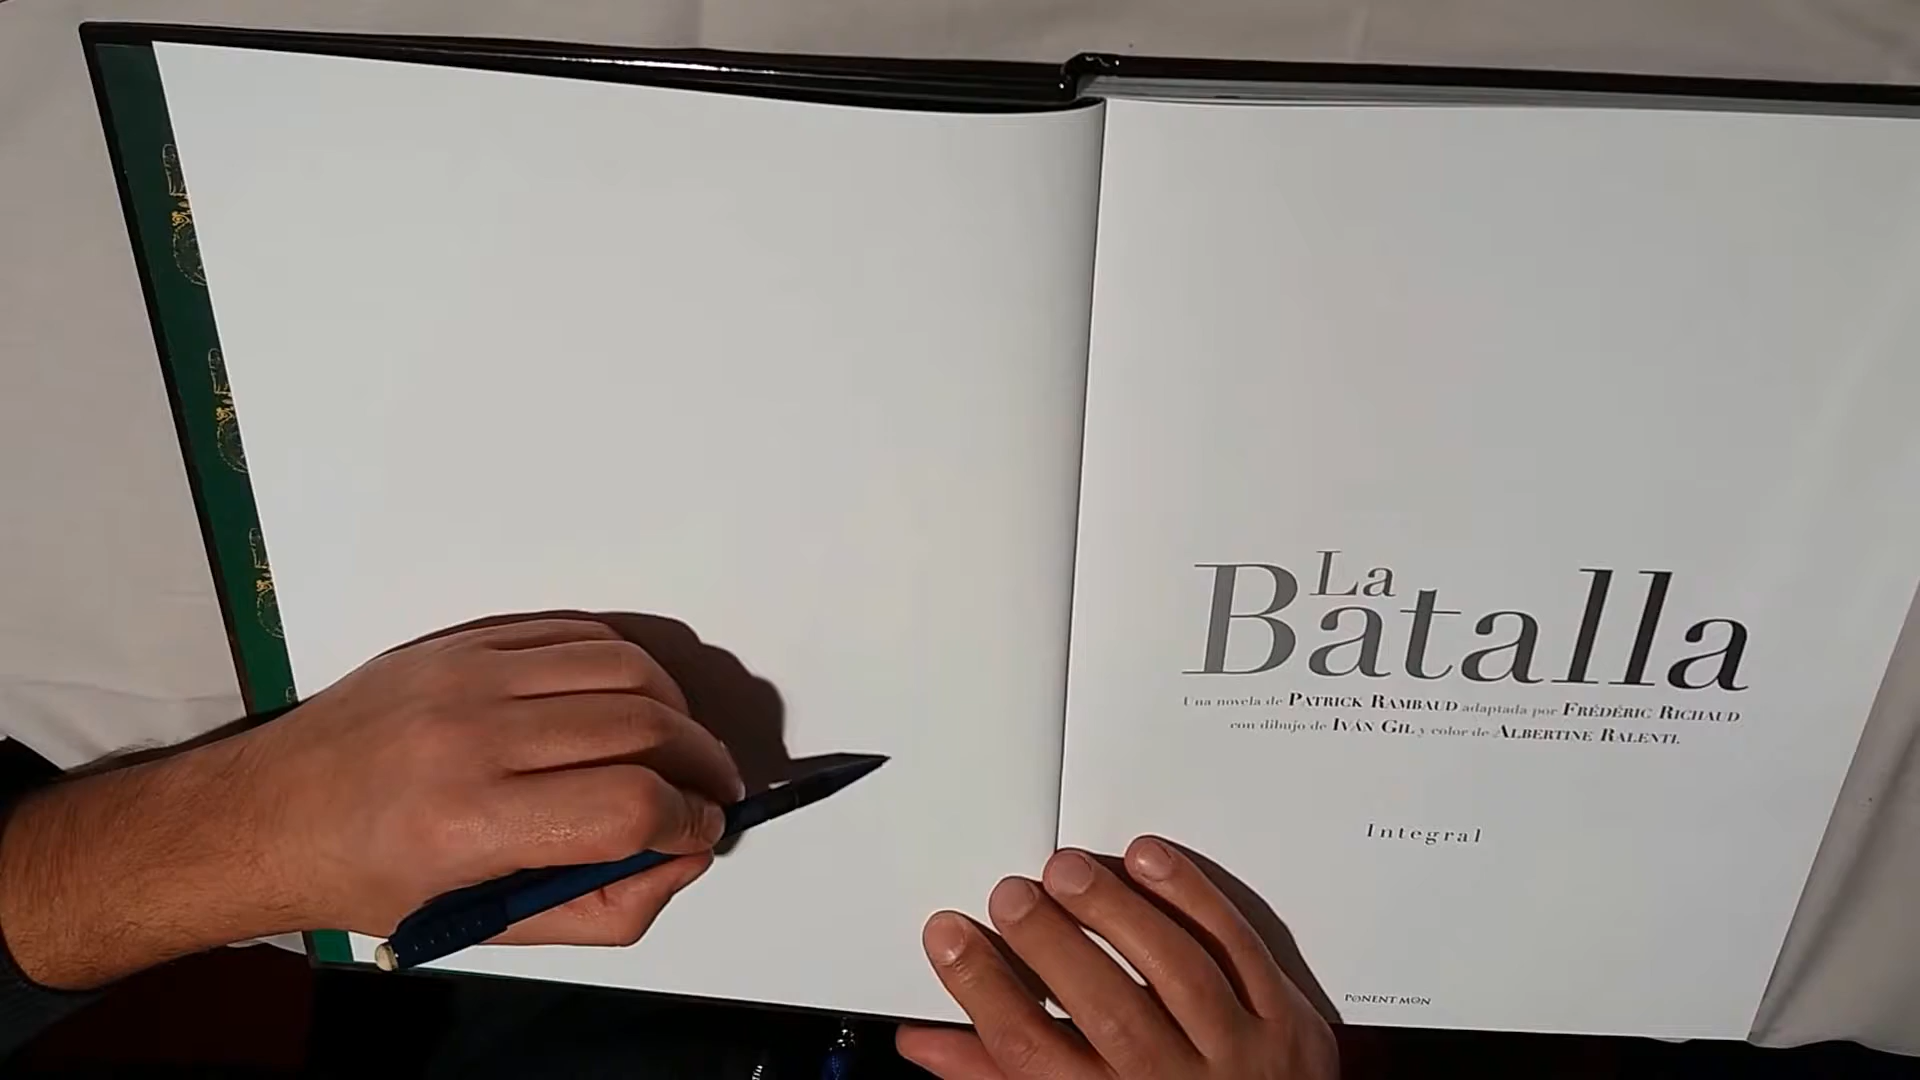 La
Batalla
Una novela de PATRICK RAMBAUD adaptada por FRÉDÉRIC RICHAUD
con dibujo de IVÁN GIL y color de ALBERTINE RALENTI.
Integral
PONENT MON